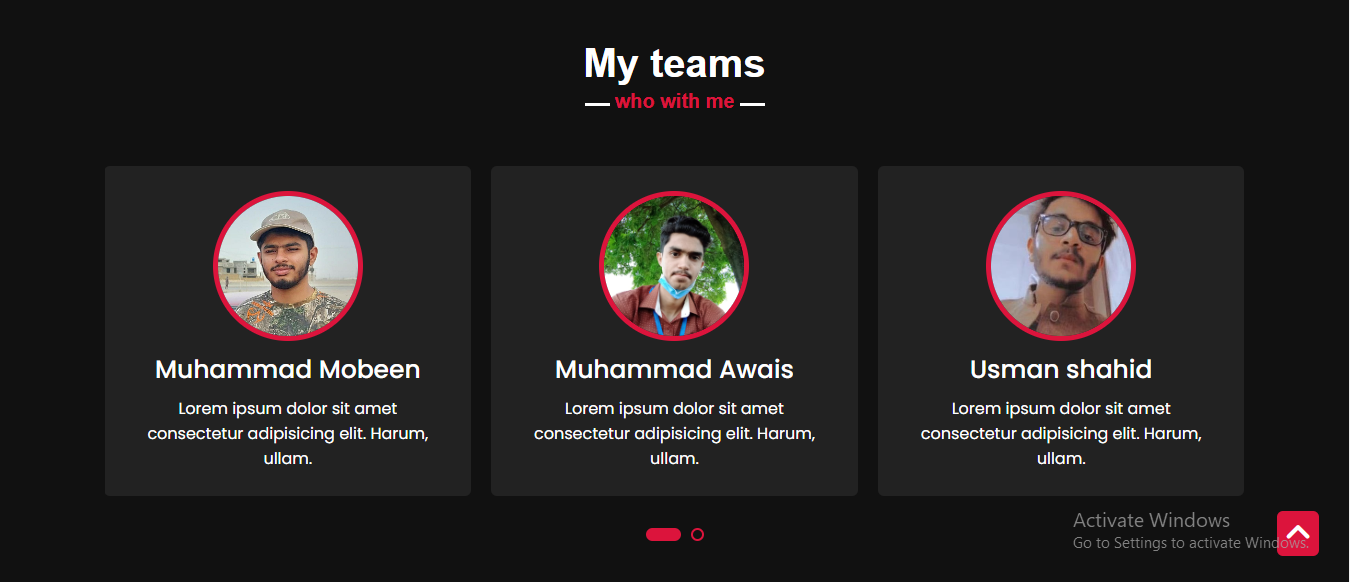 My teams
who with me
Muhammad Mobeen
Lorem ipsum dolor sit amet
consectetur adipisicing elit. Harum,
ullam.
Muhammad Awais
Lorem ipsum dolor sit amet
consectetur adipisicing elit. Harum,
ullam.
Usman shahid
Lorem ipsum dolor sit amet
consectetur adipisicing elit. Harum,
ullam.
Activate Windows
Go to Settings to activate Windows.